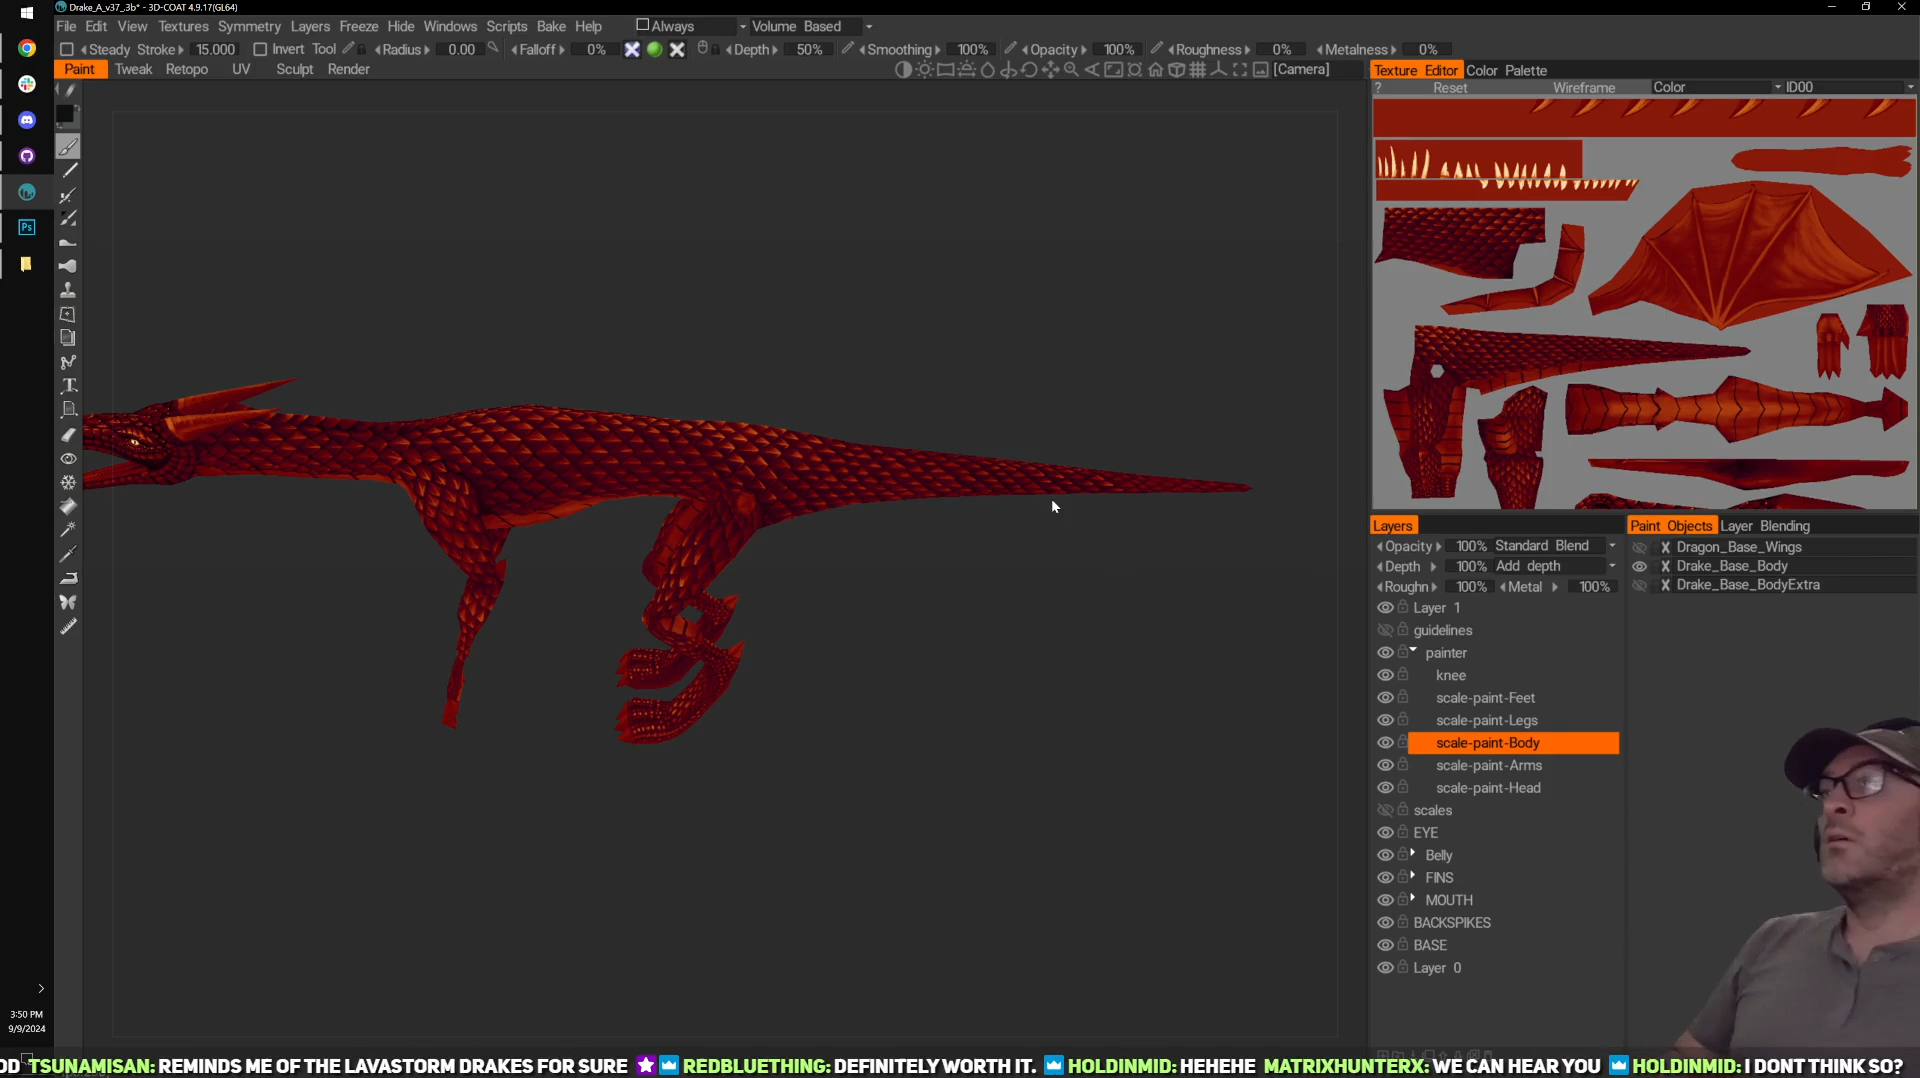 Drake_A_v37_.3b* - 3D-COAT 4.9.17(GL64)
File Edit View Textures Symmetry Layers Freeze Hide Windows Scripts Bake Help Always Volume Based
Steady Stroke 15.000 Invert Tool Radius 0.00 Falloff 0% Depth 50% Smoothing 100% Opacity 100% Roughness 0% Metalness 0%
Paint Tweak Retopo UV Sculpt Render [Camera]
Texture Editor Color Palette
? Reset Wireframe Color ID00
Ps
T
Layers
Opacity 100% Standard Blend
Depth 100% Add depth
Roughn 100% Metal 100%
Layer 1
guidelines
painter
knee
scale-paint-Feet
scale-paint-Legs
scale-paint-Body
scale-paint-Arms
scale-paint-Head
scales
EYE
Belly
FINS
MOUTH
BACKSPIKES
BASE
Layer 0
Paint Objects Layer Blending
X Dragon_Base_Wings
X Drake_Base_Body
X Drake_Base_BodyExtra
3:50 PM
9/9/2024
OD TSUNAMISAN: REMINDS ME OF THE LAVASTORM DRAKES FOR SURE REDBLUETHING: DEFINITELY WORTH IT. HOLDINMID: HEHEHE MATRIXHUNTERX: WE CAN HEAR YOU HOLDINMID: I DONT THINK SO?